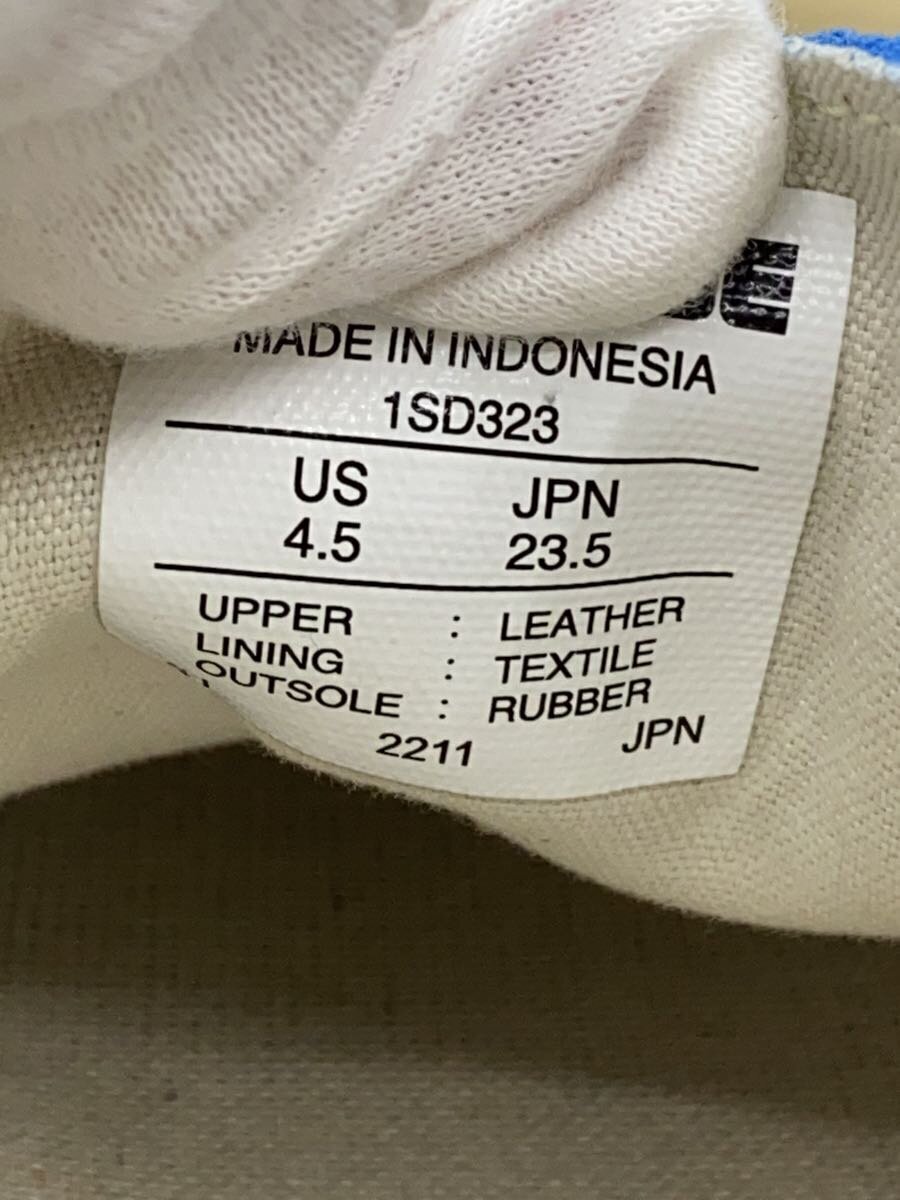 MADE IN INDONESIA
1SD323
US JPN
4.5 23.5
UPPER : LEATHER
LINING : TEXTILE
OUTSOLE : RUBBER
2211 JPN